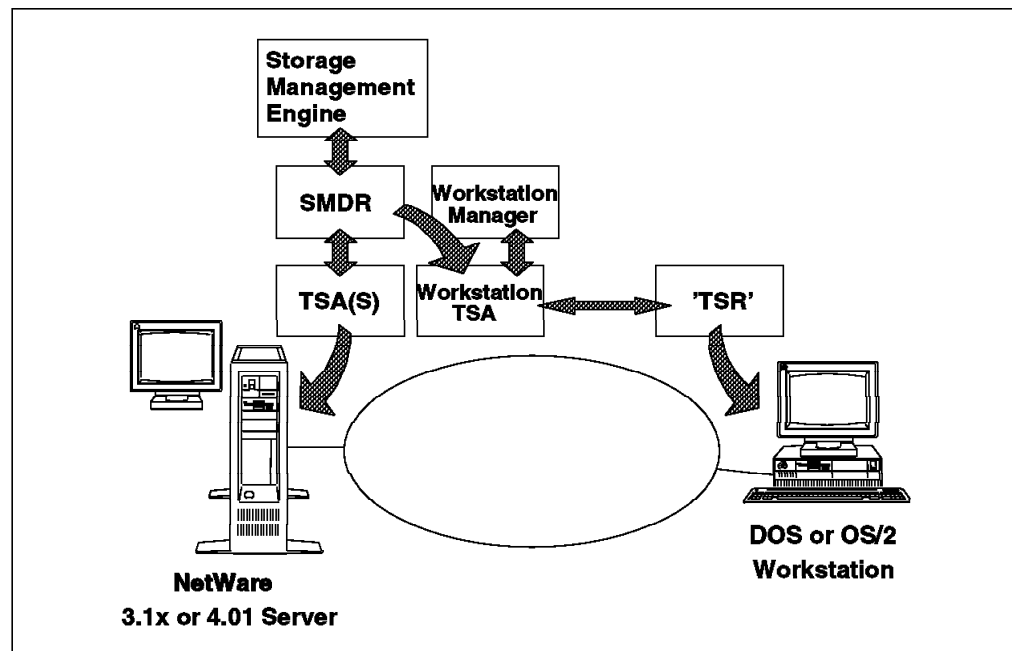 Storage
Management
Engine
SMDR
Workstation
Manager
TSA(S)
Workstation
TSA
'TSR'
DOS or OS/2
Workstation
NetWare
3.1x or 4.01 Server